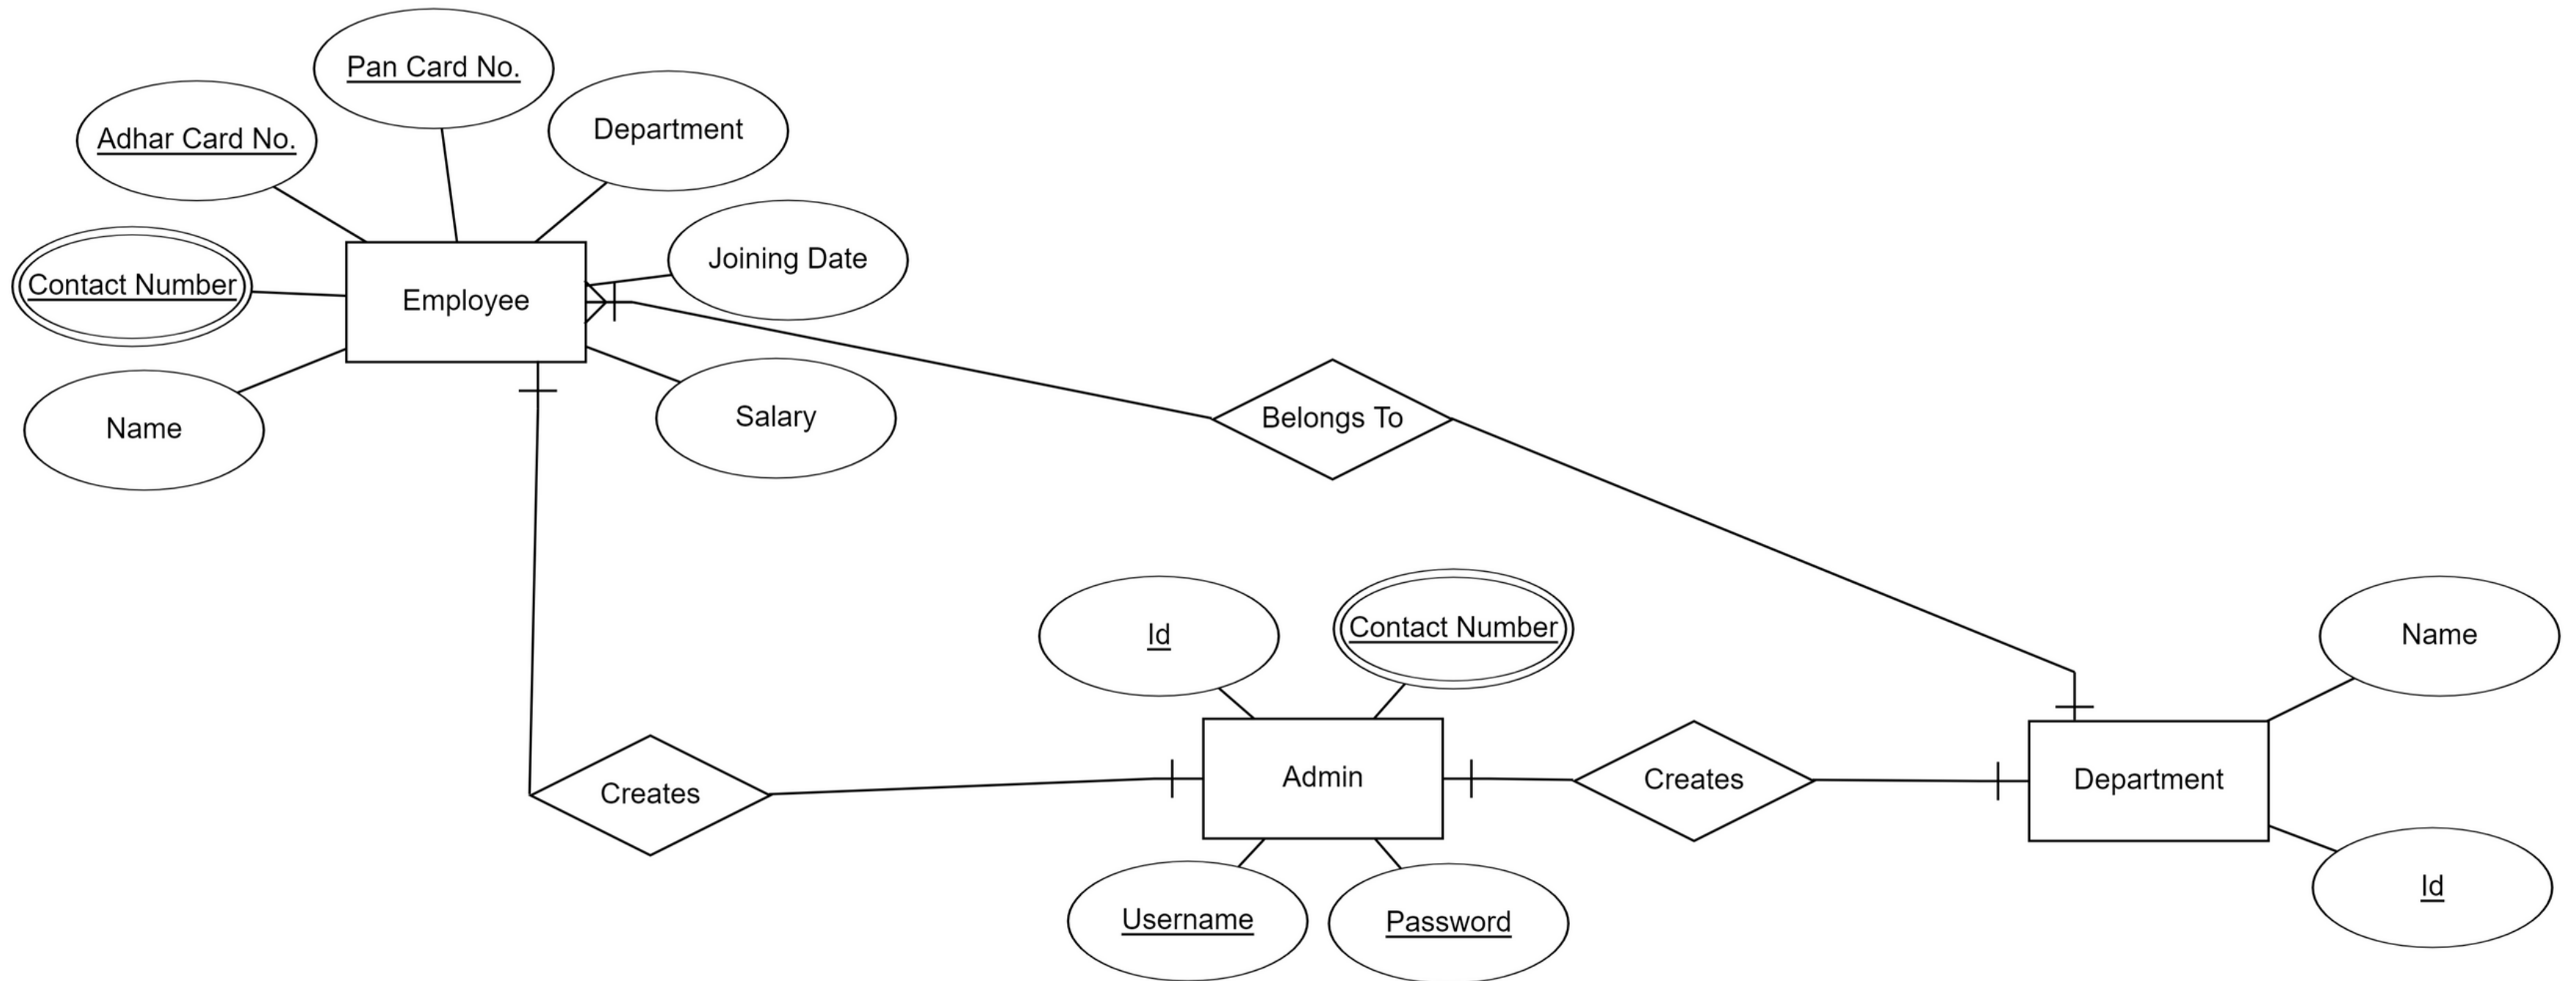 Pan Card No.
Adhar Card No.
Department
Joining Date
Contact Number
Employee
Name
Salary
Belongs To
Id
Contact Number
Name
Creates
Admin
Creates
Department
Username
Password
Id